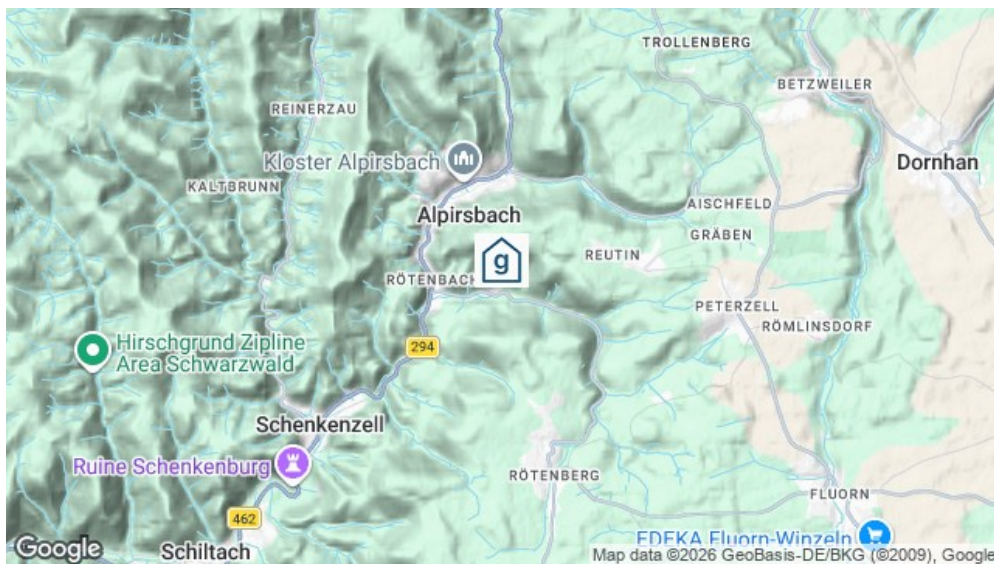 TROLLENBERG
BETZWEILER
REINERZAU
Kloster Alpirsbach
Dornhan
KALTBRUNN
AISCHFELD
Alpirsbach
GRÄBEN
g
REUTIN
RÖTENBACH
PETERZELL
RÖMLINSDORF
Hirschgrund Zipline
Area Schwarzwald
294
Schenkenzell
Ruine Schenkenburg
RÖTENBERG
FLUORN
462
EDEKA Fluorn-Winzeln
Schiltach
Google
Map data ©2026 GeoBasis-DE/BKG (©2009), Google